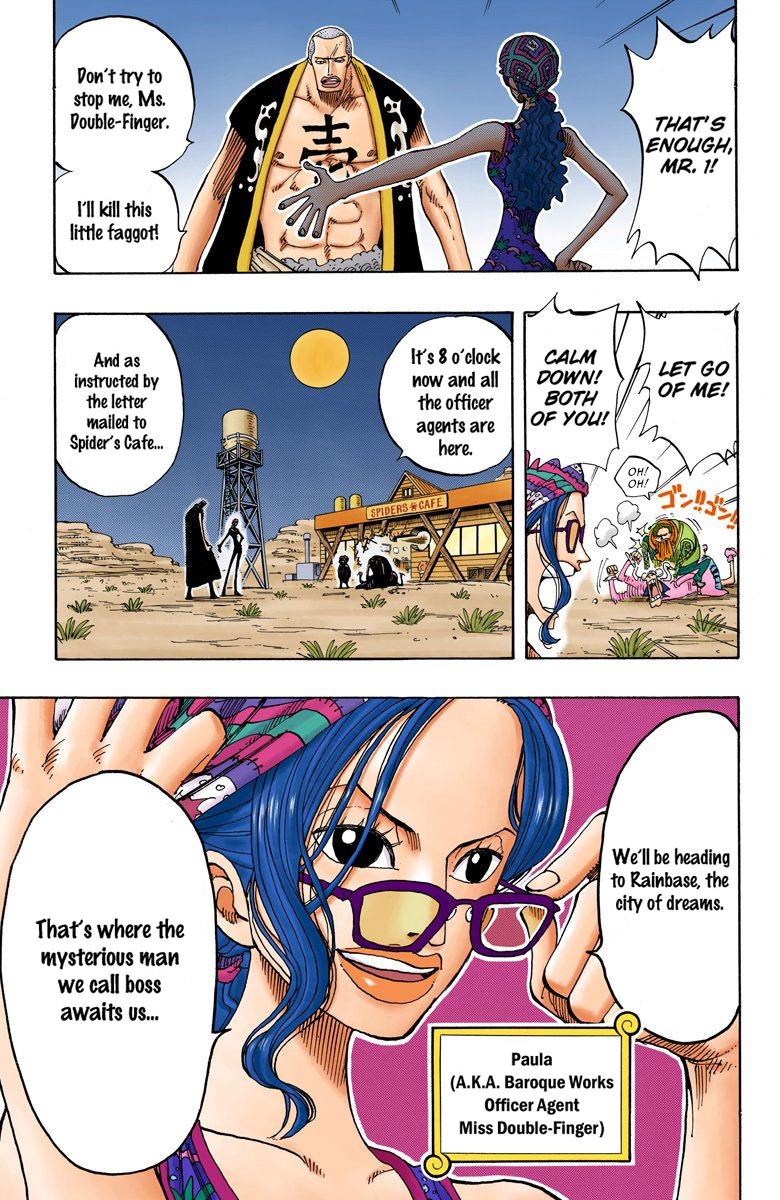 THAT'S
ENOUGH,
MR. 1!
Don't try to
stop me, Ms.
Double-Finger.
I'll kill this
little faggot!
壱
LET GO
OF ME!
CALM
DOWN!
BOTH
OF YOU!
OH!
OH!
ゴン!!ゴン!!
It's 8 o'clock
now and all
the officer
agents are
here.
And as
instructed by
the letter
mailed to
Spider's Cafe...
SPIDERS CAFE
We'll be heading
to Rainbase, the
city of dreams.
That's where the
mysterious man
we call boss
awaits us...
Paula
(A.K.A. Baroque Works
Officer Agent
Miss Double-Finger)